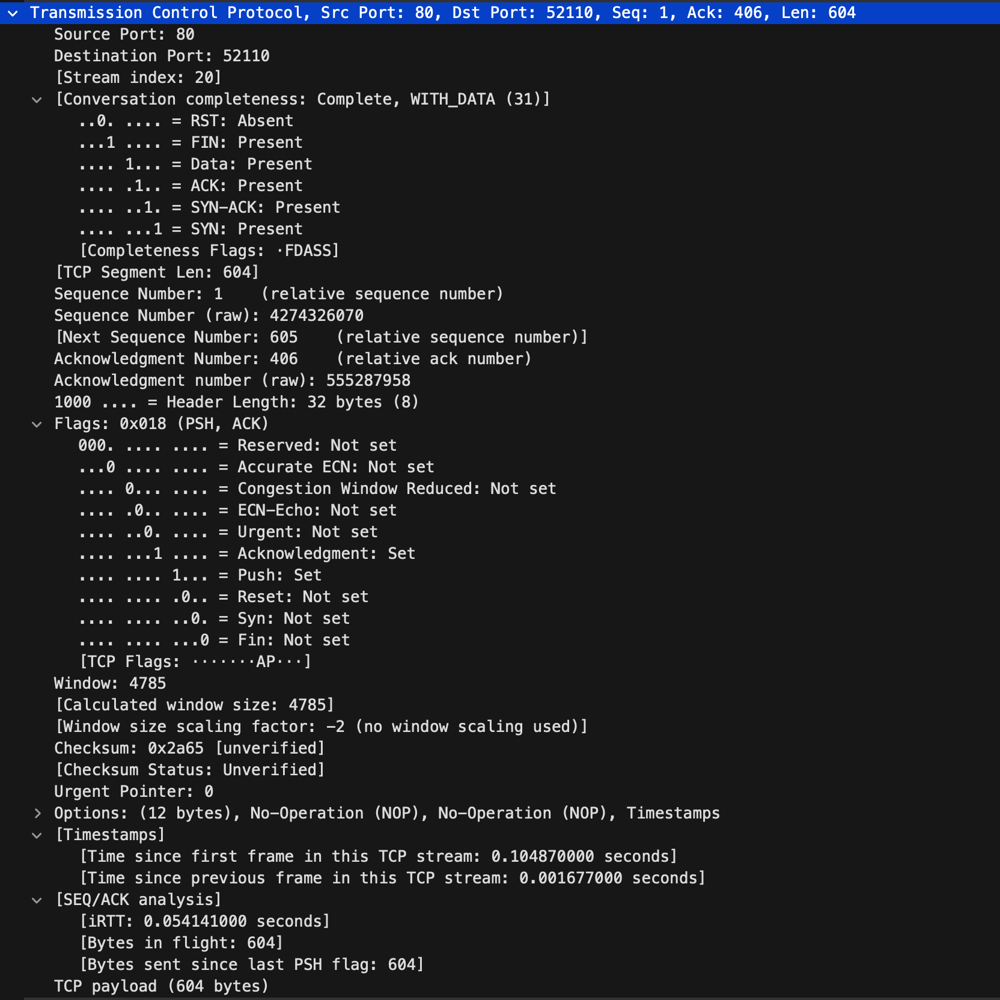 Transmission Control Protocol, Src Port: 80, Dst Port: 52110, Seq: 1, Ack: 406, Len: 604
Source Port: 80
Destination Port: 52110
[Stream index: 20]
[Conversation completeness: Complete, WITH_DATA (31)]
..0. .... = RST: Absent
...1 .... = FIN: Present
.... 1... = Data: Present
.... .1.. = ACK: Present
.... ..1. = SYN-ACK: Present
.... ...1 = SYN: Present
[Completeness Flags: ·FDASS]
[TCP Segment Len: 604]
Sequence Number: 1    (relative sequence number)
Sequence Number (raw): 4274326070
[Next Sequence Number: 605    (relative sequence number)]
Acknowledgment Number: 406    (relative ack number)
Acknowledgment number (raw): 555287958
1000 .... = Header Length: 32 bytes (8)
Flags: 0x018 (PSH, ACK)
000. .... .... = Reserved: Not set
...0 .... .... = Accurate ECN: Not set
.... 0... .... = Congestion Window Reduced: Not set
.... .0.. .... = ECN-Echo: Not set
.... ..0. .... = Urgent: Not set
.... ...1 .... = Acknowledgment: Set
.... .... 1... = Push: Set
.... .... .0.. = Reset: Not set
.... .... ..0. = Syn: Not set
.... .... ...0 = Fin: Not set
[TCP Flags: ·······AP···]
Window: 4785
[Calculated window size: 4785]
[Window size scaling factor: -2 (no window scaling used)]
Checksum: 0x2a65 [unverified]
[Checksum Status: Unverified]
Urgent Pointer: 0
Options: (12 bytes), No-Operation (NOP), No-Operation (NOP), Timestamps
[Timestamps]
[Time since first frame in this TCP stream: 0.104870000 seconds]
[Time since previous frame in this TCP stream: 0.001677000 seconds]
[SEQ/ACK analysis]
[iRTT: 0.054141000 seconds]
[Bytes in flight: 604]
[Bytes sent since last PSH flag: 604]
TCP payload (604 bytes)